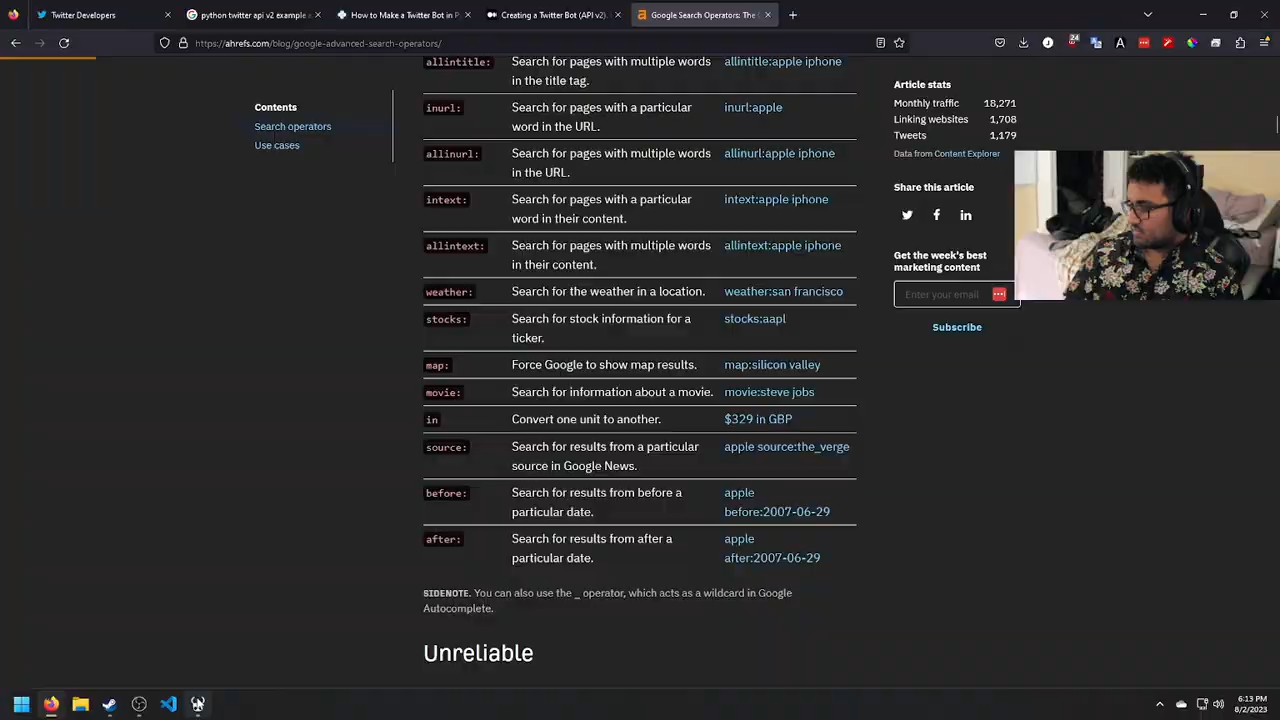 Twitter Developers
python twitter api v2 example a
How to Make a Twitter Bot in P
Creating a Twitter Bot (API v2).
Google Search Operators: The C
https://ahrefs.com/blog/google-advanced-search-operators
24
Contents
Search operators
Use cases
allintitle: Search for pages with multiple words allintitle:apple iphone
in the title tag.
inurl: Search for pages with a particular inurl:apple
word in the URL.
allinurl: Search for pages with multiple words allinurl:apple iphone
in the URL.
intext: Search for pages with a particular intext:apple iphone
word in their content.
allintext: Search for pages with multiple words allintext:apple iphone
in their content.
weather: Search for the weather in a location. weather:san francisco
stocks: Search for stock information for a stocks:aapl
ticker.
map: Force Google to show map results. map:silicon valley
movie: Search for information about a movie. movie:steve jobs
in Convert one unit to another. $329 in GBP
source: Search for results from a particular apple source:the_verge
source in Google News.
before: Search for results from before a apple
particular date. before:2007-06-29
after: Search for results from after a apple
particular date. after:2007-06-29
SIDENOTE. You can also use the _ operator, which acts as a wildcard in Google
Autocomplete.
Unreliable
Article stats
Monthly traffic 18,271
Linking websites 1,708
Tweets 1,179
Data from Content Explorer
Share this article
Get the week's best
marketing content
Enter your email
Subscribe
6:13 PM
8/2/2023